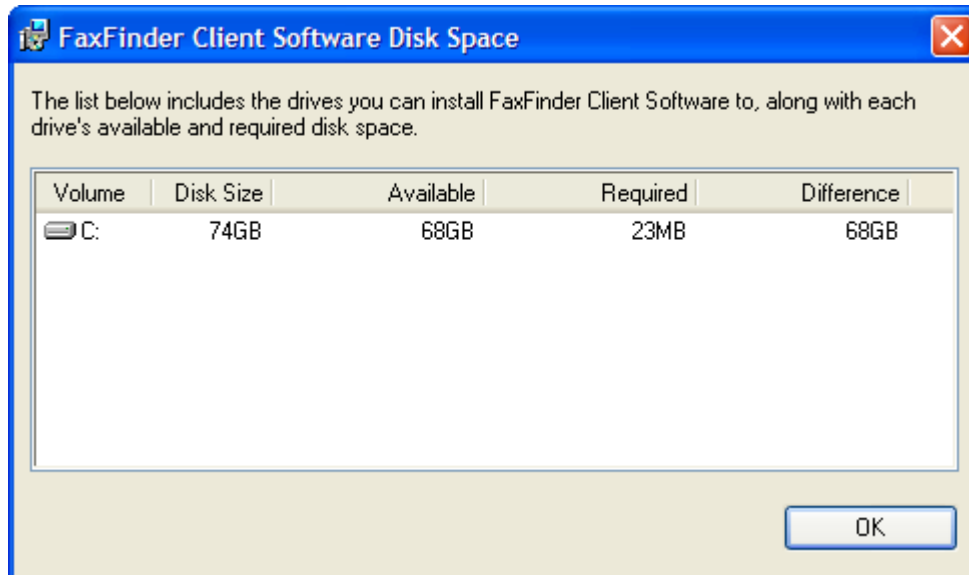 FaxFinder Client Software Disk Space
The list below includes the drives you can install FaxFinder Client Software to, along with each
drive's available and required disk space.
Volume Disk Size Available Required Difference
C: 74GB 68GB 23MB 68GB
OK